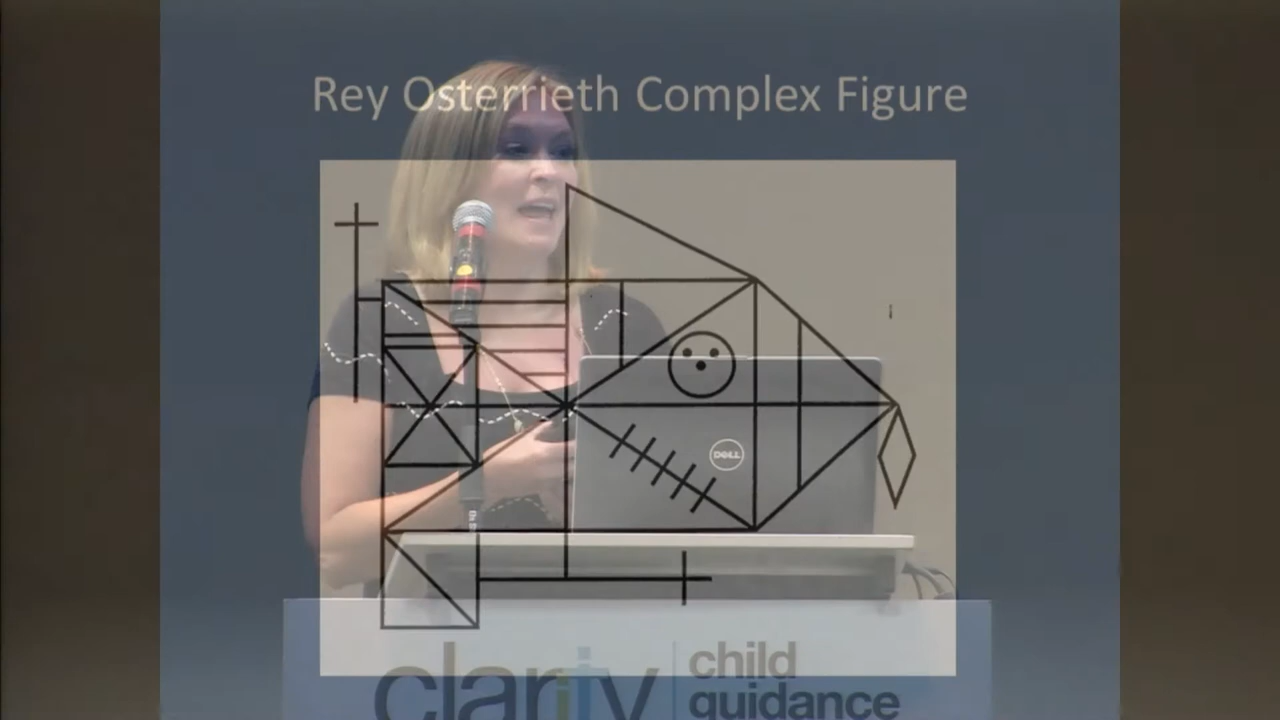 Rey Osterrieth Complex Figure
DELL
clarity
child
guidance